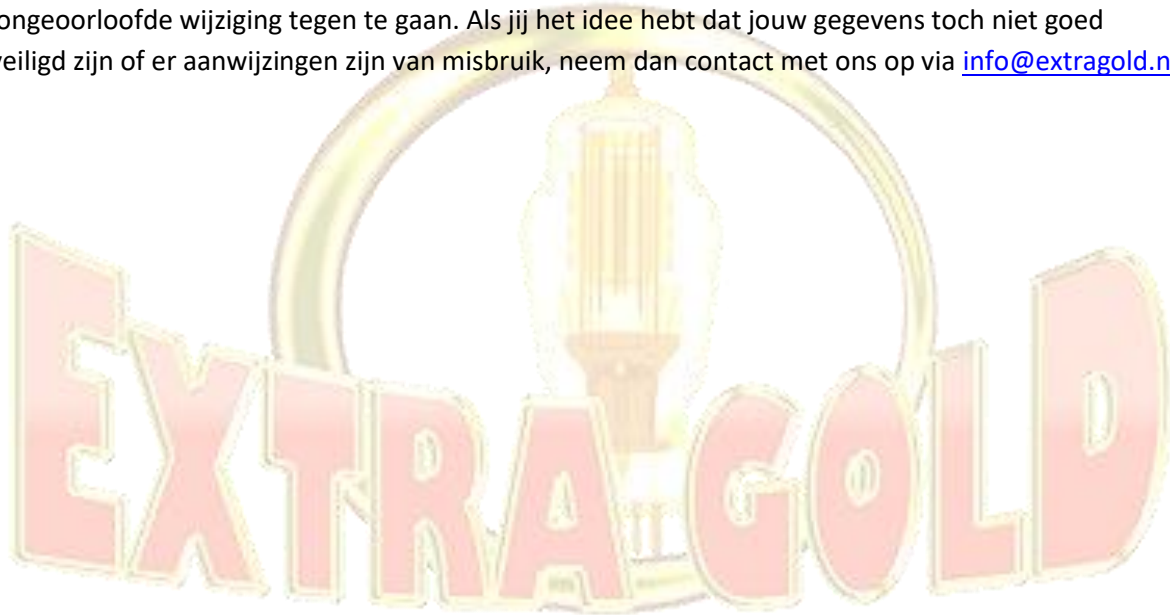 ongeoorloofde wijziging tegen te gaan. Als jij het idee hebt dat jouw gegevens toch niet goed
veiligd zijn of er aanwijzingen zijn van misbruik, neem dan contact met ons op via info@extragold.n
EXTRA GOLD